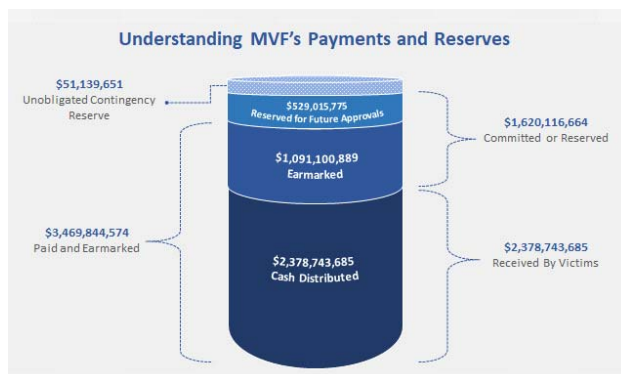 Understanding MVF's Payments and Reserves
$51,139,651
Unobligated Contingency
Reserve
$529,015,775
Reserved for Future Approvals
$1,620,116,664
Committed or Reserved
$1,091,100,889
Earmarked
$3,469,844,574
Paid and Earmarked
$2,378,743,685
Cash Distributed
$2,378,743,685
Received By Victims